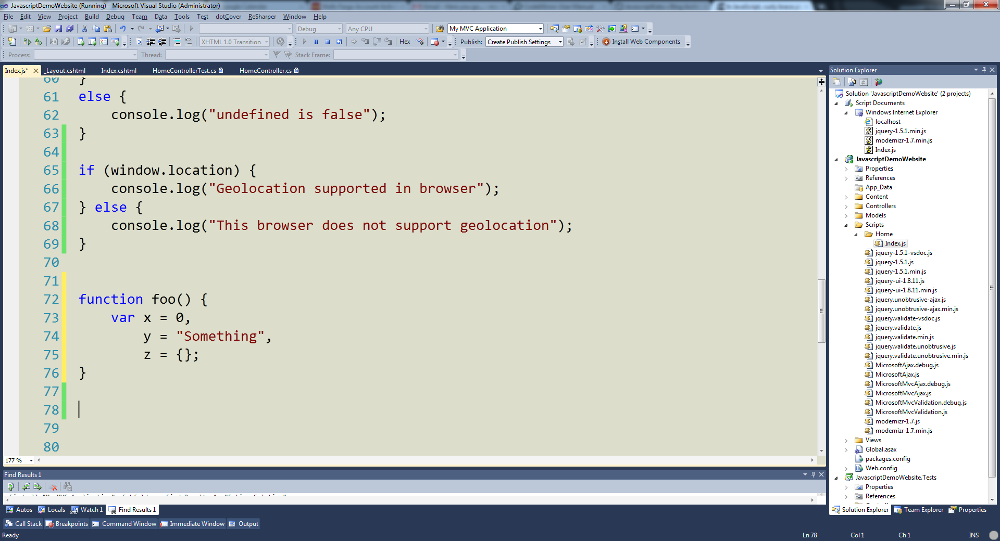 JavascriptDemoWebsite (Running) - Microsoft Visual Studio (Administrator)
File Edit View Project Build Debug Team Data Tools Test dotCover ReSharper Window Help
Debug Any CPU My MVC Application
XHTML 1.0 Transition Hex Publish: Create Publish Settings Install Web Components
Process: Thread: Stack Frame:
Index.js* _Layout.cshtml Index.cshtml HomeControllerTest.cs HomeController.cs
60 }
61 else {
62 console.log("undefined is false");
63 }
64
65 if (window.location) {
66 console.log("Geolocation supported in browser");
67 } else {
68 console.log("This browser does not support geolocation");
69 }
70
71
72 function foo() {
73 var x = 0,
74 y = "Something",
75 z = {};
76 }
77
78
79
80
177 %
Solution Explorer
Solution 'JavascriptDemoWebsite' (2 projects)
Script Documents
Windows Internet Explorer
localhost
jquery-1.5.1.min.js
modernizr-1.7.min.js
Index.js
JavascriptDemoWebsite
Properties
References
App_Data
Content
Controllers
Models
Scripts
Home
Index.js
jquery-1.5.1-vsdoc.js
jquery-1.5.1.js
jquery-1.5.1.min.js
jquery-ui-1.8.11.js
jquery-ui-1.8.11.min.js
jquery.unobtrusive-ajax.js
jquery.unobtrusive-ajax.min.js
jquery.validate-vsdoc.js
jquery.validate.js
jquery.validate.min.js
jquery.validate.unobtrusive.js
jquery.validate.unobtrusive.min.js
MicrosoftAjax.debug.js
MicrosoftAjax.js
MicrosoftMvcAjax.debug.js
MicrosoftMvcAjax.js
MicrosoftMvcValidation.debug.js
MicrosoftMvcValidation.js
modernizr-1.7.js
modernizr-1.7.min.js
Views
Global.asax
packages.config
Web.config
JavascriptDemoWebsite.Tests
Properties
References
Find Results 1
Autos Locals Watch 1 Find Results 1
Solution Explorer Team Explorer Properties
Call Stack Breakpoints Command Window Immediate Window Output
Ready Ln 78 Col 1 Ch 1 INS